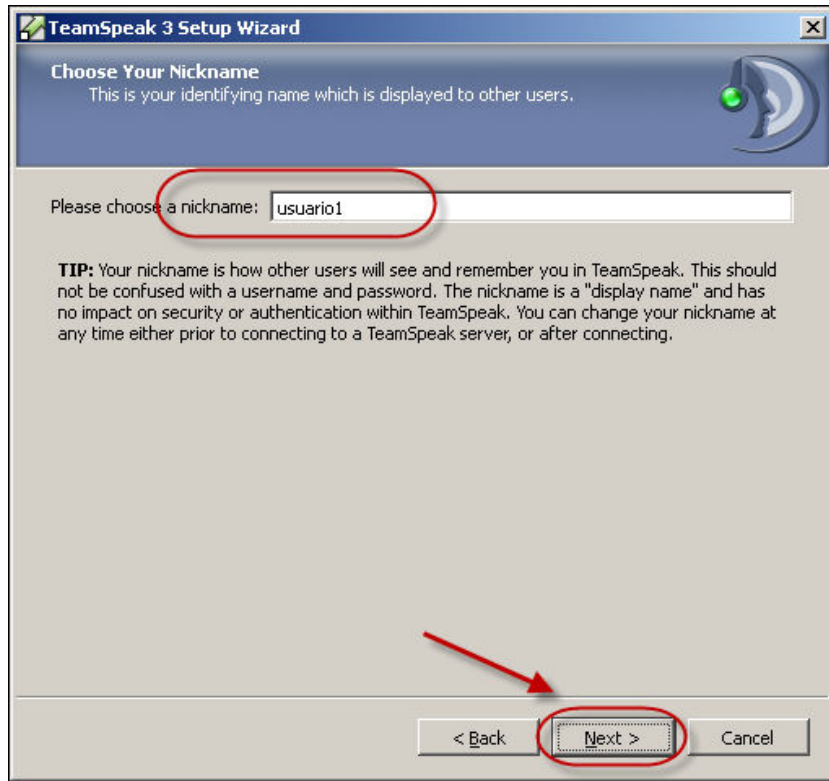 TeamSpeak 3 Setup Wizard
Choose Your Nickname
This is your identifying name which is displayed to other users.
Please choose a nickname: usuario1
TIP: Your nickname is how other users will see and remember you in TeamSpeak. This should
not be confused with a username and password. The nickname is a "display name" and has
no impact on security or authentication within TeamSpeak. You can change your nickname at
any time either prior to connecting to a TeamSpeak server, or after connecting.
< Back Next > Cancel